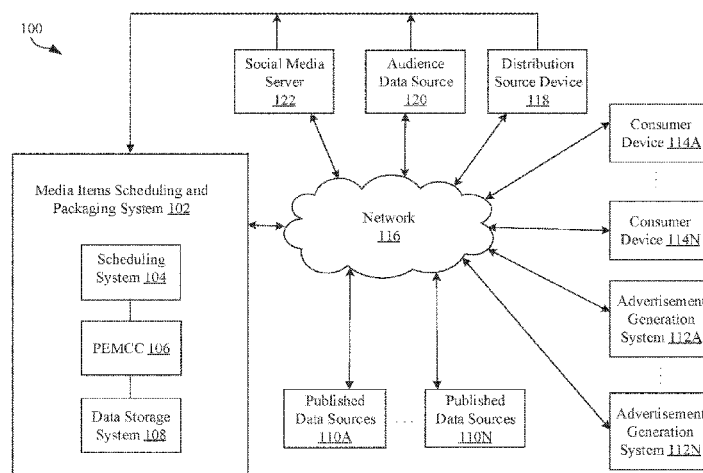 100
Social Media
Server
122
Audience
Data Source
120
Distribution
Source Device
118
Consumer
Device 114A
Media Items Scheduling and
Packaging System 102
Network
116
Consumer
Device 114N
Scheduling
System 104
Advertisement
Generation
System 112A
PEMCC 106
Data Storage
System 108
Published
Data Sources
110A
. . .
Published
Data Sources
110N
Advertisement
Generation
System 112N